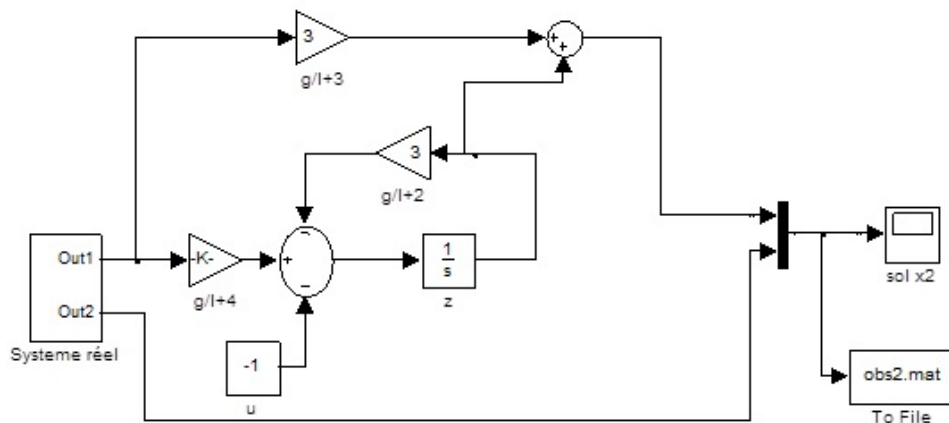 3
+
+
g/l+3
3
g/l+2
Out1
-K-
−
+
−
1
s
g/l+4
z
Out2
Systeme réel
-1
u
sol x2
obs2.mat
To File